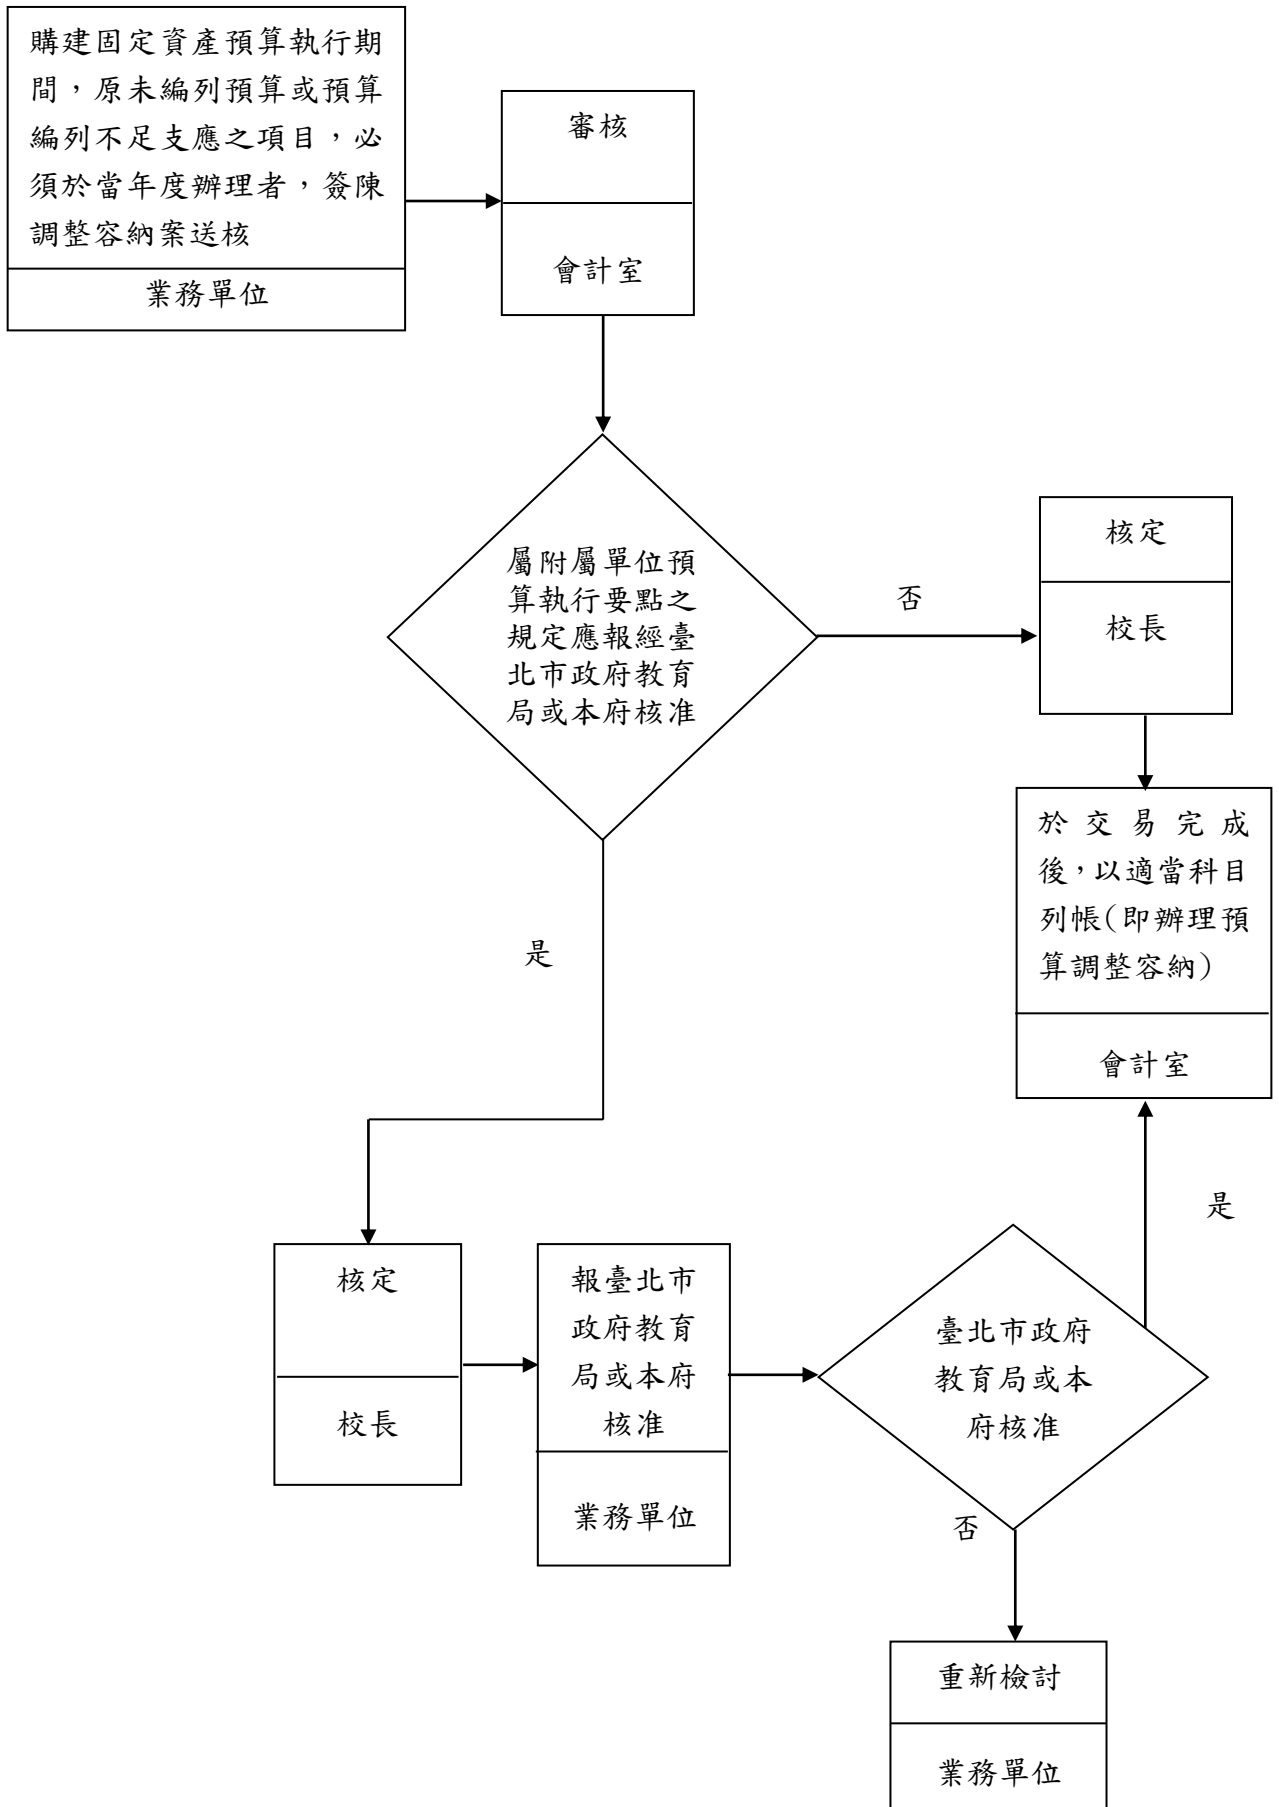 購建固定資產預算執行期
間，原未編列預算或預算
編列不足支應之項目，必
須於當年度辦理者，簽陳
調整容納案送核
業務單位
審核
會計室
屬附屬單位預
算執行要點之
規定應報經臺
北市政府教育
局或本府核准
否
核定
校長
於交易完成
後，以適當科目
列帳(即辦理預
算調整容納)
會計室
是
是
核定
校長
報臺北市
政府教育
局或本府
核准
業務單位
臺北市政府
教育局或本
府核准
否
重新檢討
業務單位